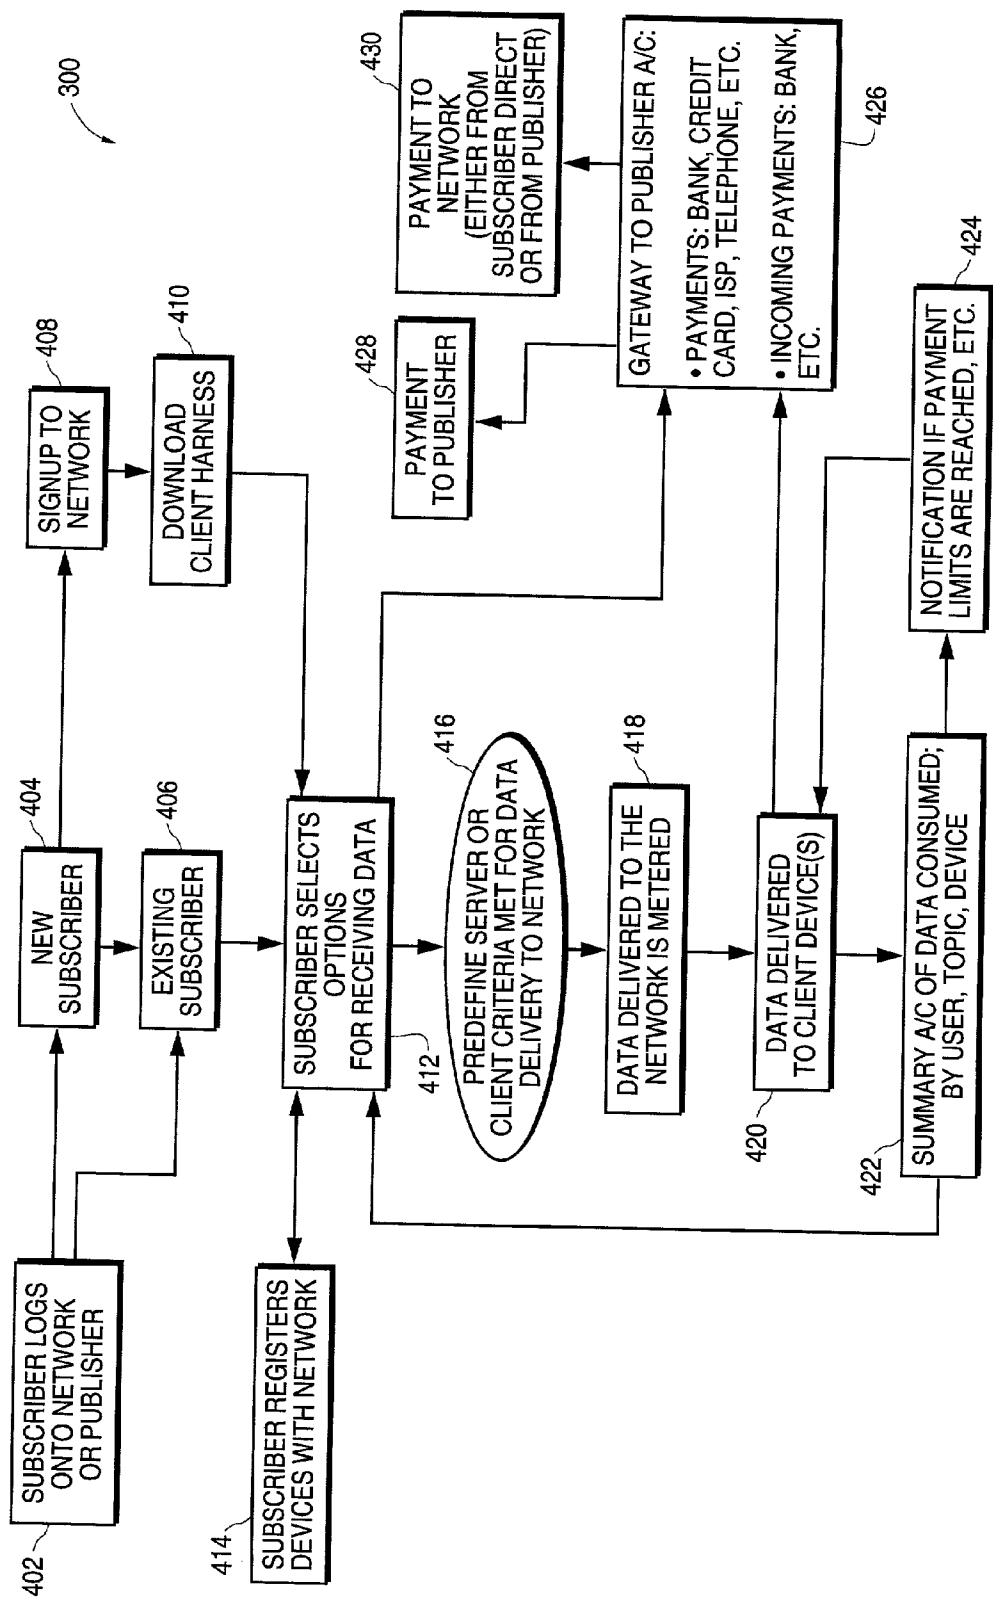 300
402
SUBSCRIBER LOGS
ONTO NETWORK
OR PUBLISHER
404
NEW
SUBSCRIBER
406
EXISTING
SUBSCRIBER
408
SIGNUP TO
NETWORK
410
DOWNLOAD
CLIENT HARNESS
414
SUBSCRIBER REGISTERS
DEVICES WITH NETWORK
SUBSCRIBER SELECTS
OPTIONS
FOR RECEIVING DATA
412
416
PREDEFINE SERVER OR
CLIENT CRITERIA MET FOR DATA
DELIVERY TO NETWORK
418
DATA DELIVERED TO THE
NETWORK IS METERED
420
DATA DELIVERED
TO CLIENT DEVICE(S)
422
SUMMARY A/C OF DATA CONSUMED;
BY USER, TOPIC, DEVICE
424
NOTIFICATION IF PAYMENT
LIMITS ARE REACHED, ETC.
428
PAYMENT
TO PUBLISHER
430
PAYMENT TO
NETWORK
(EITHER FROM
SUBSCRIBER DIRECT
OR FROM PUBLISHER)
GATEWAY TO PUBLISHER A/C:
• PAYMENTS: BANK, CREDIT
CARD, ISP, TELEPHONE, ETC.
• INCOMING PAYMENTS: BANK,
ETC.
426